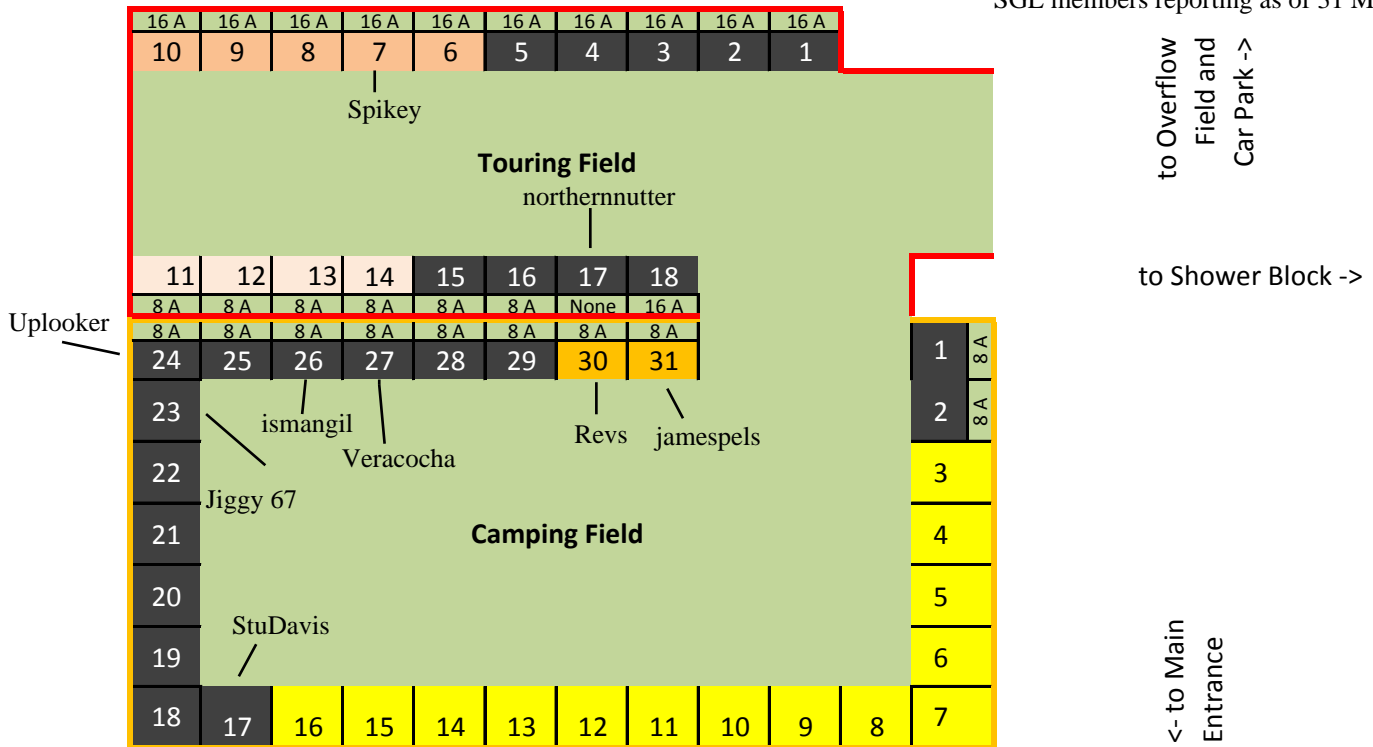 SGL members reporting as of 31 M
16 A 16 A 16 A 16 A 16 A 16 A 16 A 16 A 16 A 16 A
10 9 8 7 6 5 4 3 2 1
to Overflow
Field and
Car Park ->
Spikey
Touring Field
northernnutter
11 12 13 14 15 16 17 18
to Shower Block ->
8 A 8 A 8 A 8 A 8 A 8 A None 16 A
Uplooker
8 A 8 A 8 A 8 A 8 A 8 A 8 A 8 A
24 25 26 27 28 29 30 31
1 8 A
23
2 8 A
ismangil
Revs
jamespels
Veracocha
22
3
Jiggy 67
21
Camping Field
4
20
5
StuDavis
19
6
<- to Main
Entrance
18 17 16 15 14 13 12 11 10 9 8 7